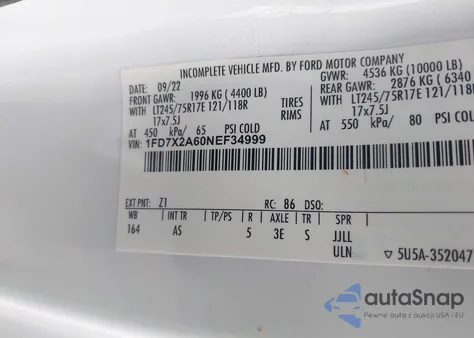 INCOMPLETE VEHICLE MFD. BY FORD MOTOR COMPANY
09/22 GVWR: 4536 KG (10000 LB)
FRONT GAWR: 1996 KG (4400 LB) REAR GAWR: 2876 KG (6340
WITH LT245/75R17E 121/118R TIRES WITH LT245/75R17E 121/118R
17x7.5J RIMS 17x7.5J
AT 450 kPa/ 65 PSI COLD AT 550 kPa/ 80 PSI COLD
VIN: 1FD7X2A60NEF34999
EXT PNT: Z1 RC: 86 DSO:
WB INT TR TP/PS R AXLE TR SPR
164 AS 5 3E S JJLL
ULN ▽5U5A-352047
autoSnap
Pewne auta z aukcji USA i EU